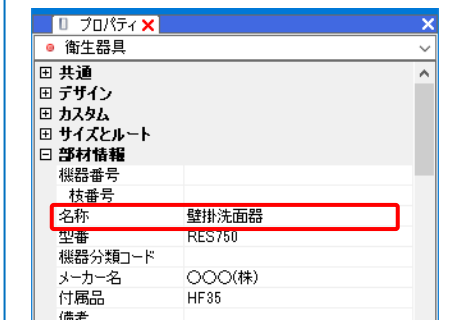 プロパティ
衛生器具
共通
デザイン
カスタム
サイズとルート
部材情報
機器番号
枝番号
名称 壁掛洗面器
型番 RES750
機器分類コード
メーカー名 〇〇〇(株)
付属品 HF35
備考